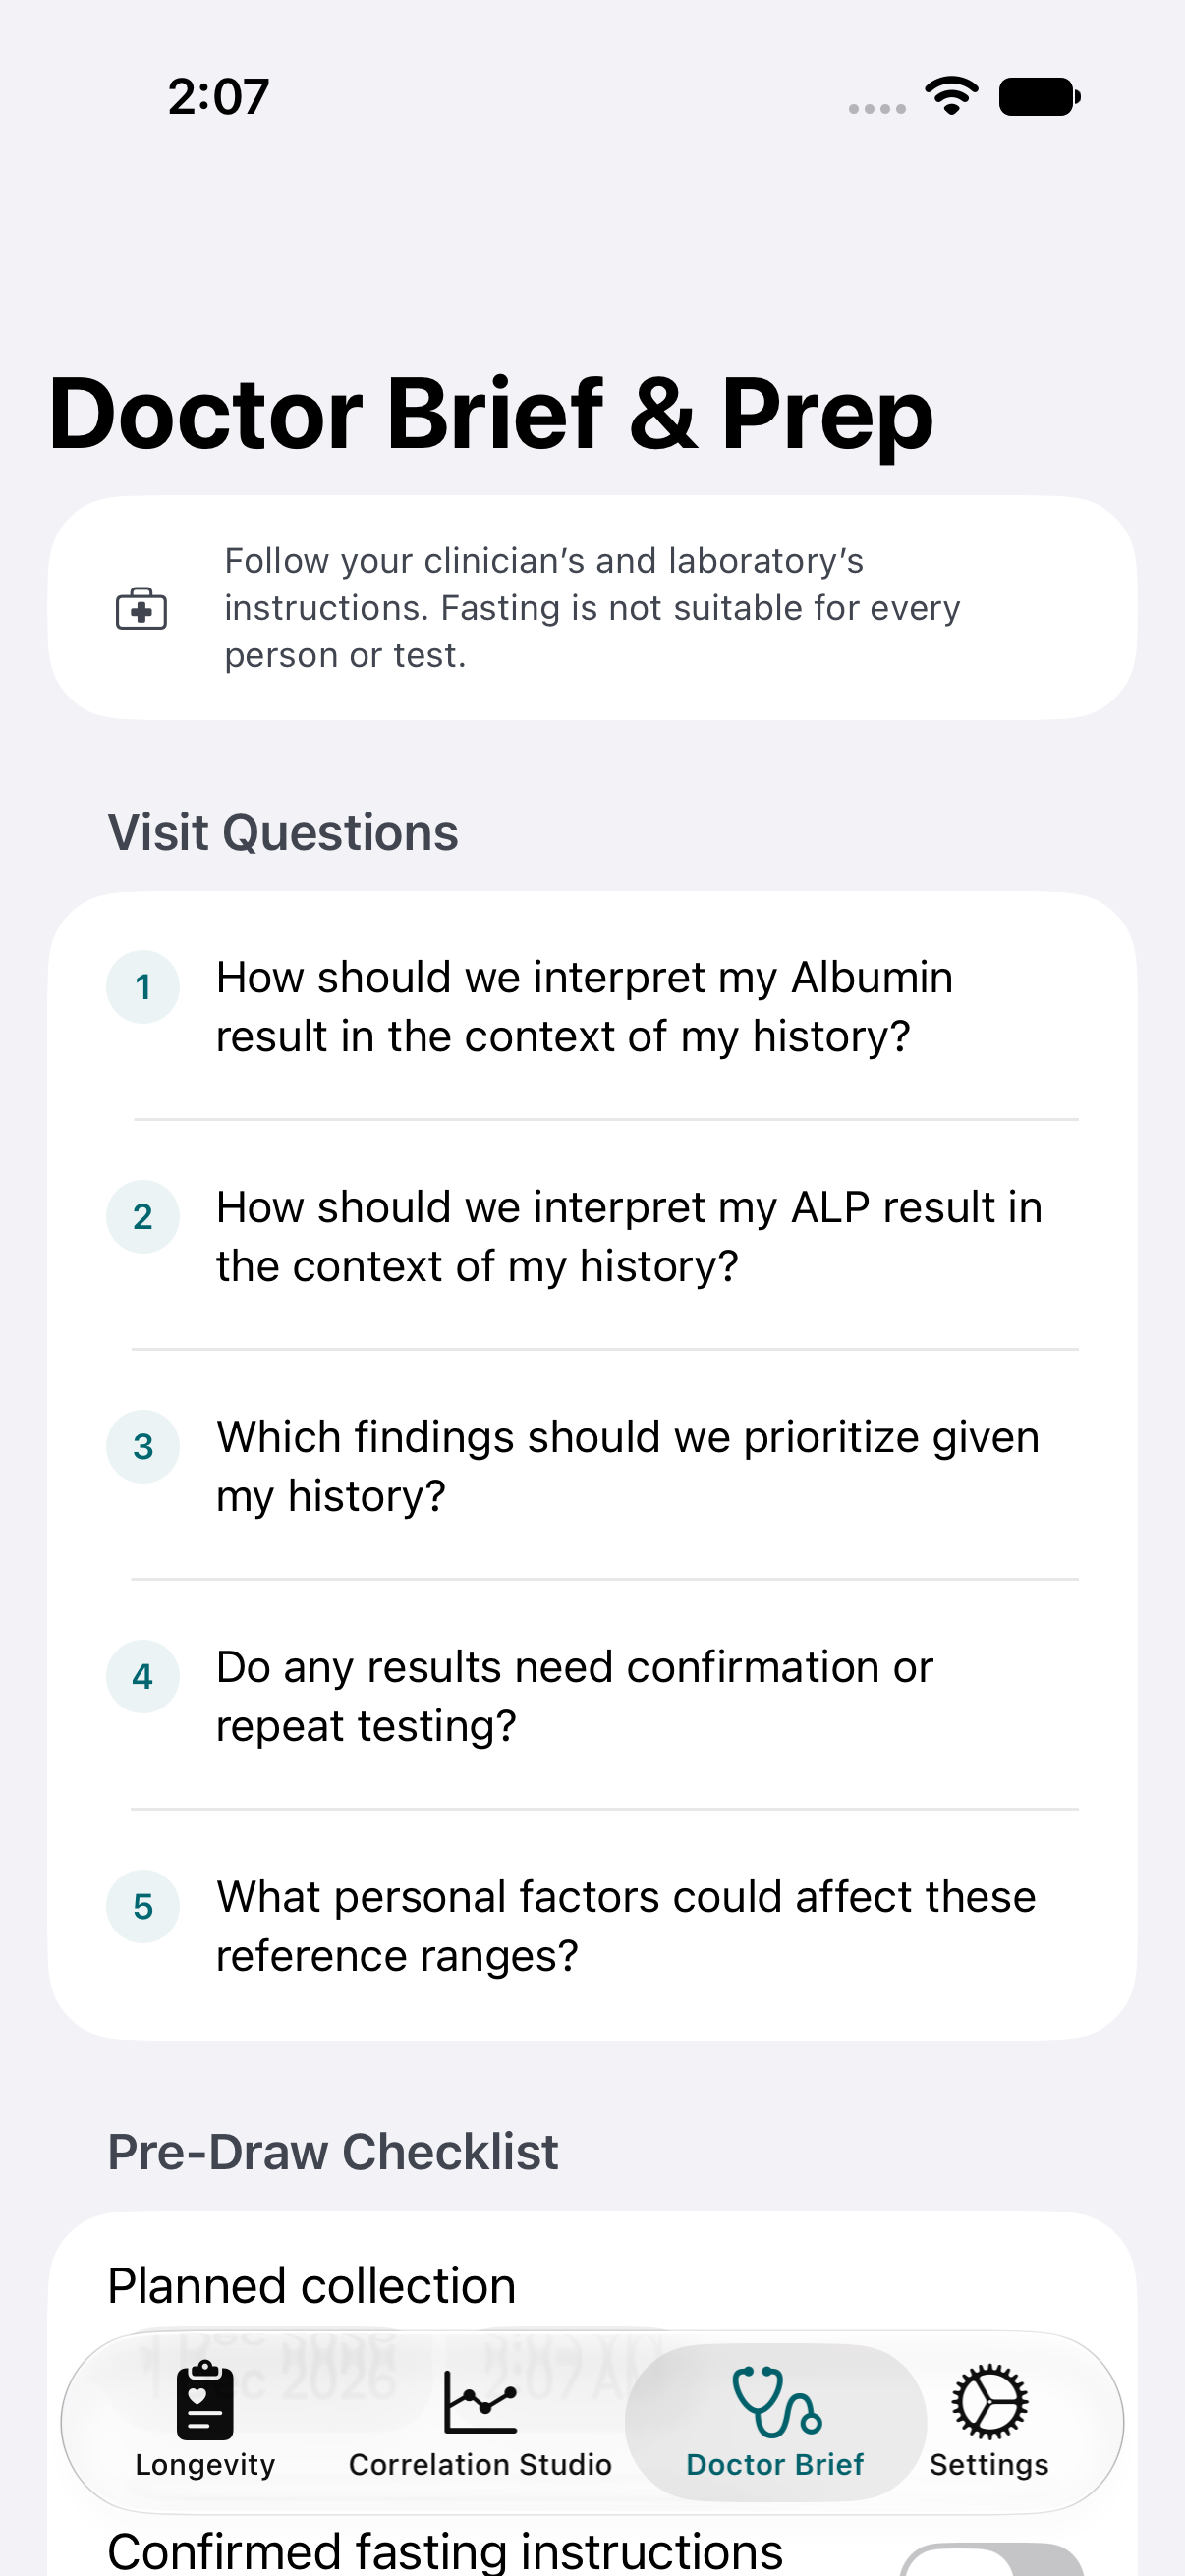 2:07
Doctor Brief & Prep
Follow your clinician’s and laboratory’s
instructions. Fasting is not suitable for every
person or test.
Visit Questions
1
How should we interpret my Albumin
result in the context of my history?
2
How should we interpret my ALP result in
the context of my history?
3
Which findings should we prioritize given
my history?
4
Do any results need confirmation or
repeat testing?
5
What personal factors could affect these
reference ranges?
Pre-Draw Checklist
Planned collection
2026
2:07
Longevity
Correlation Studio
Doctor Brief
Settings
Confirmed fasting instructions